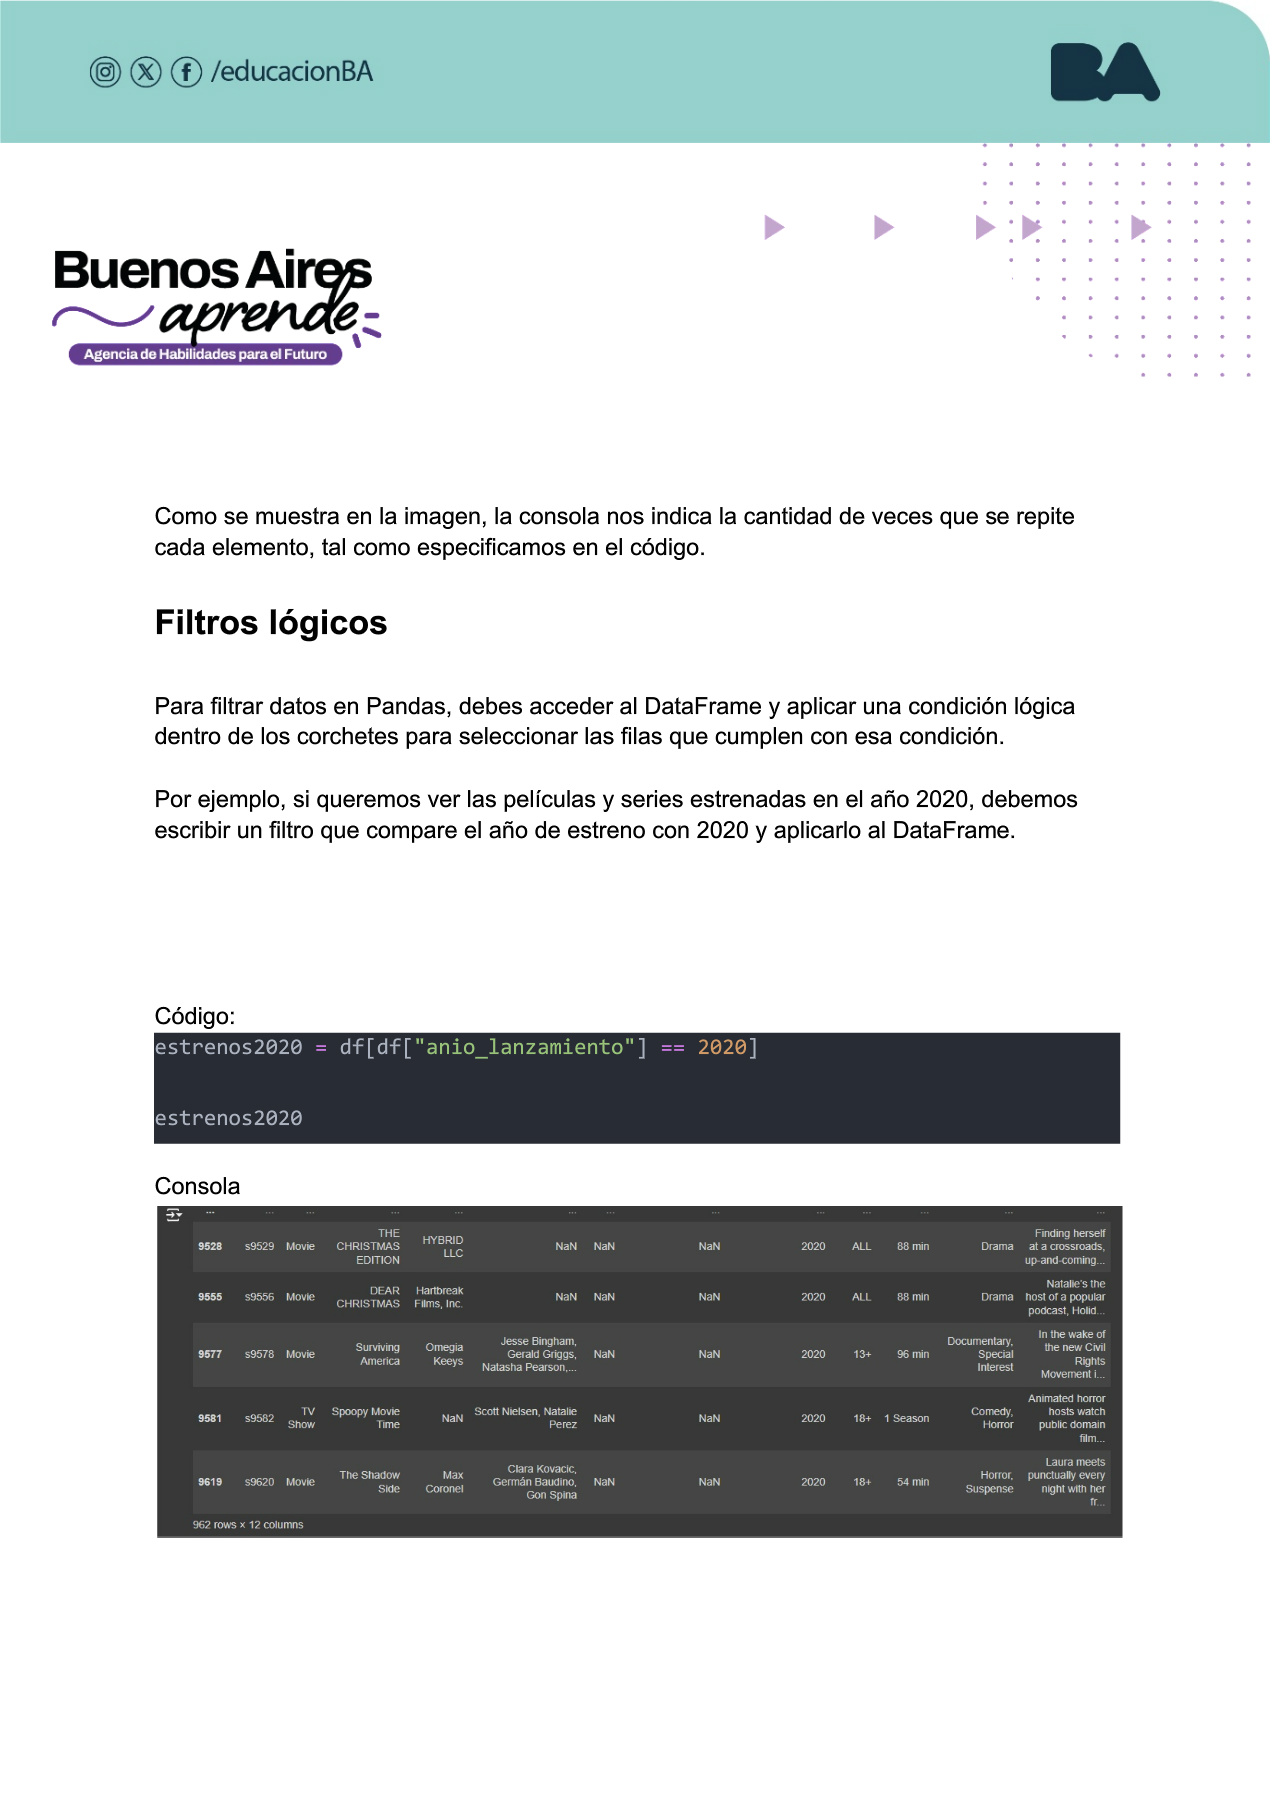 /educacionBA
BA
Buenos Aires
aprende
Agencia de Habilidades para el Futuro
Como se muestra en la imagen, la consola nos indica la cantidad de veces que se repite
cada elemento, tal como especificamos en el código.
Filtros lógicos
Para filtrar datos en Pandas, debes acceder al DataFrame y aplicar una condición lógica
dentro de los corchetes para seleccionar las filas que cumplen con esa condición.
Por ejemplo, si queremos ver las películas y series estrenadas en el año 2020, debemos
escribir un filtro que compare el año de estreno con 2020 y aplicarlo al DataFrame.
Código:
estrenos2020 = df[df["anio_lanzamiento"] == 2020]
estrenos2020
Consola
... ... ... ... ... ... ... ... ... ... ... ... ...
9528 s9529 Movie THE CHRISTMAS EDITION HYBRID LLC NaN NaN NaN 2020 ALL 88 min Drama Finding herself at a crossroads, up-and-coming...
9555 s9556 Movie DEAR CHRISTMAS Hartbreak Films, Inc. NaN NaN NaN 2020 ALL 88 min Drama Natalie's the host of a popular podcast, Holid...
9577 s9578 Movie Surviving America Omegia Keeys Jesse Bingham, Gerald Griggs, Natasha Pearson,... NaN NaN 2020 13+ 96 min Documentary, Special Interest In the wake of the new Civil Rights Movement i...
9581 s9582 TV Show Spoopy Movie Time NaN Scott Nielsen, Natalie Perez NaN NaN 2020 18+ 1 Season Comedy, Horror Animated horror hosts watch public domain film...
9619 s9620 Movie The Shadow Side Max Coronel Clara Kovacic, Germán Baudino, Gon Spina NaN NaN 2020 18+ 54 min Horror, Suspense Laura meets punctually every night with her fr...
962 rows × 12 columns